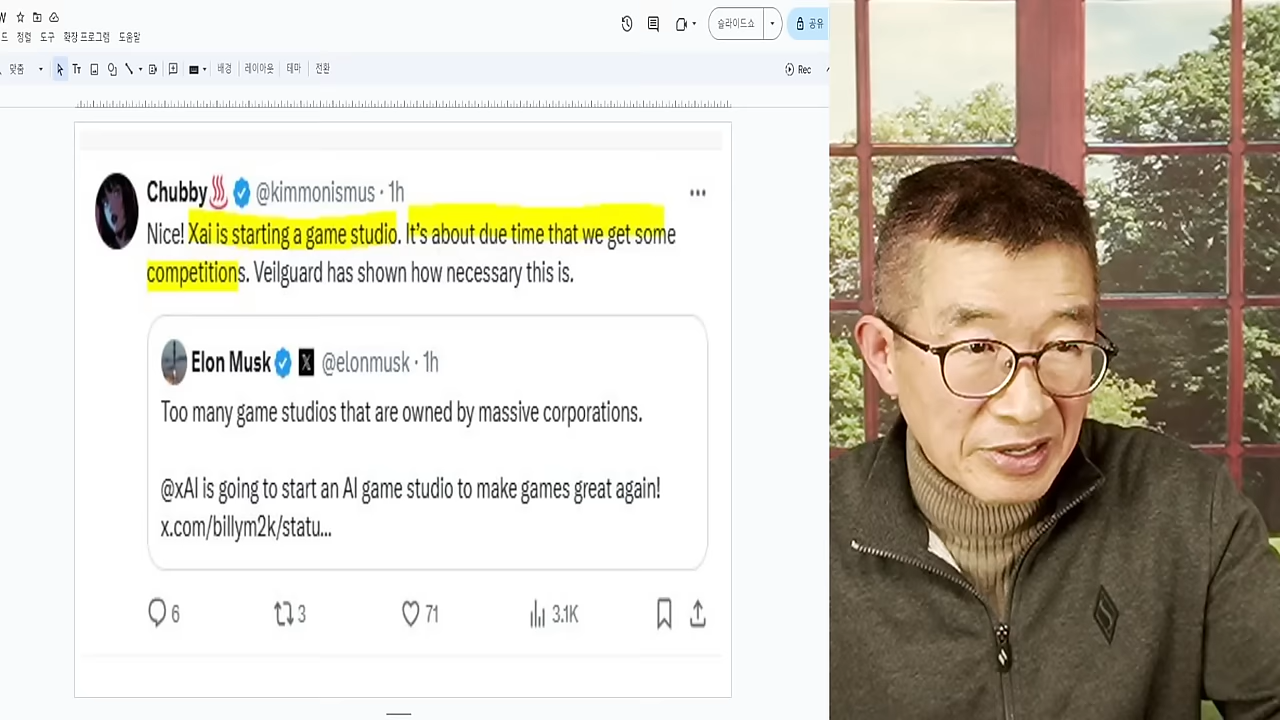 도구 확장 프로그램 도움말
정렬
슬라이드쇼
공유
맞춤
Tт
배경
레이아웃
테마
전환
Rec
Chubby @kimmonismus · 1h
Nice! Xai is starting a game studio. It's about due time that we get some
competitions. Veilguard has shown how necessary this is.
Elon Musk X @elonmusk · 1h
Too many game studios that are owned by massive corporations.
@xAI is going to start an AI game studio to make games great again!
x.com/billym2k/statu...
6 3 71 3.1K